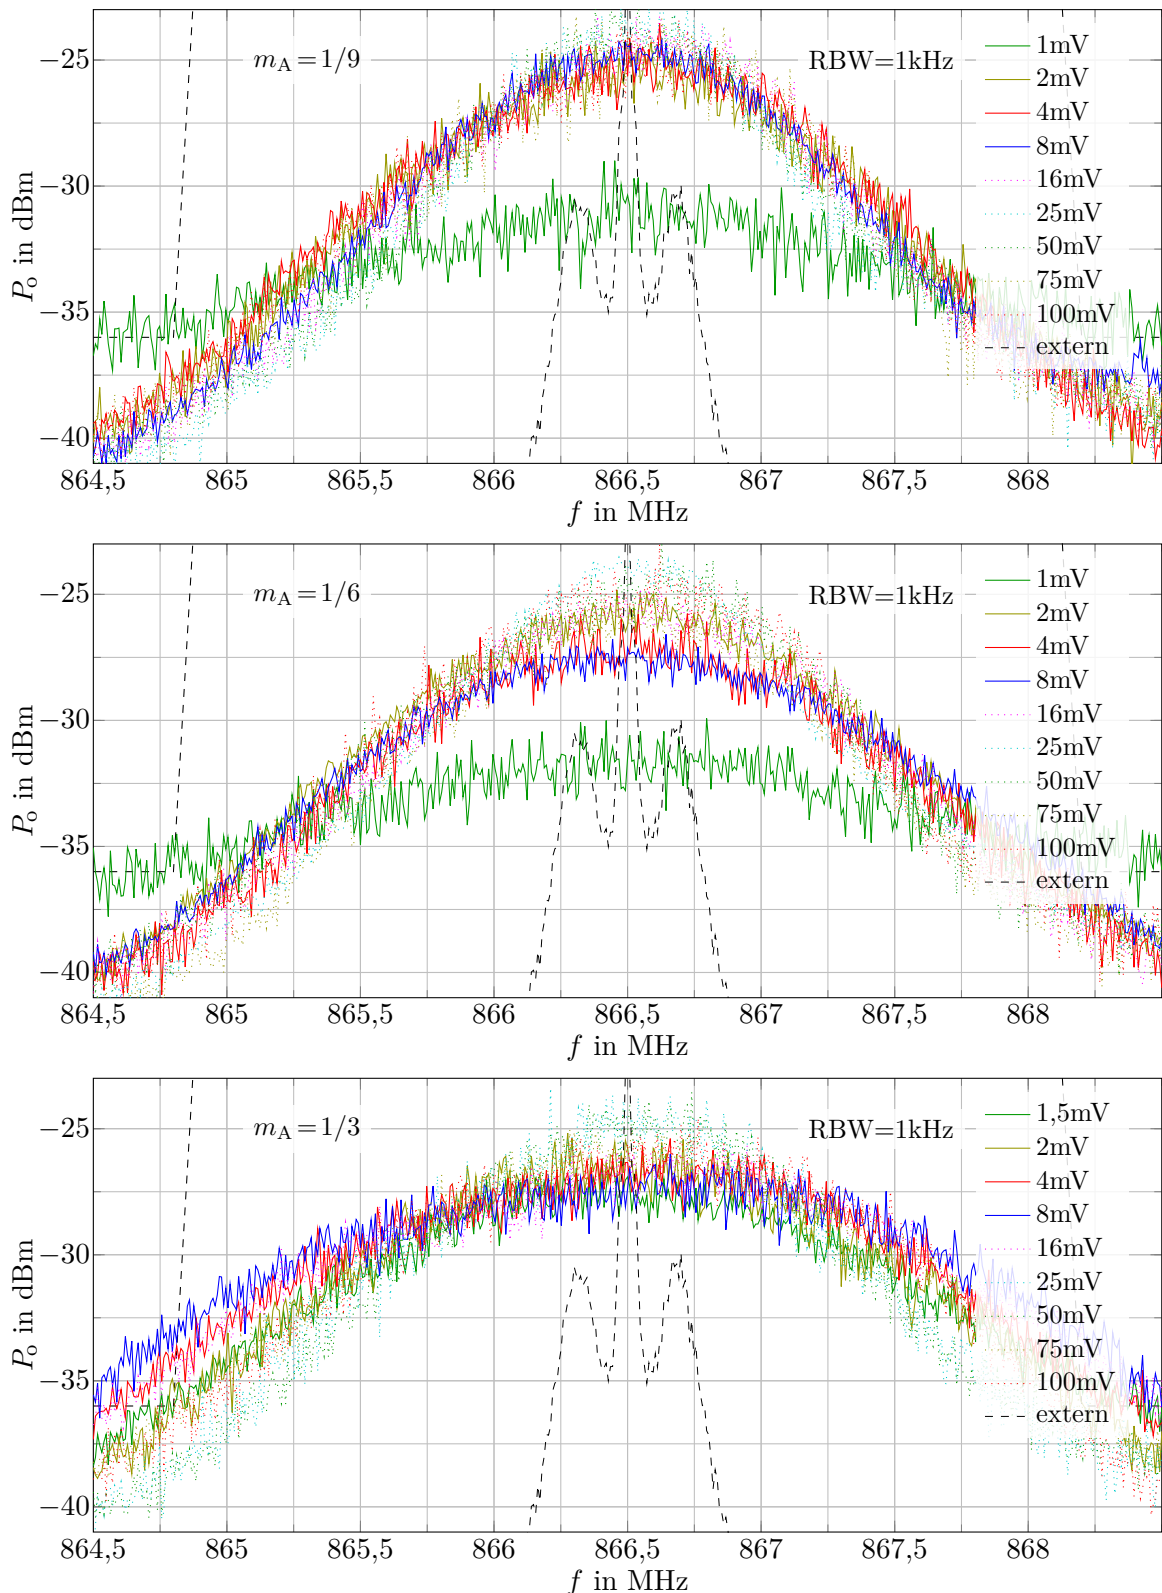 −25
−30
−35
−40
P_o in dBm
m_A = 1/9
RBW=1kHz
1mV
2mV
4mV
8mV
16mV
25mV
50mV
75mV
100mV
extern
864,5 865 865,5 866 866,5 867 867,5 868
f in MHz
−25
−30
−35
−40
P_o in dBm
m_A = 1/6
RBW=1kHz
1mV
2mV
4mV
8mV
16mV
25mV
50mV
75mV
100mV
extern
864,5 865 865,5 866 866,5 867 867,5 868
f in MHz
−25
−30
−35
−40
P_o in dBm
m_A = 1/3
RBW=1kHz
1,5mV
2mV
4mV
8mV
16mV
25mV
50mV
75mV
100mV
extern
864,5 865 865,5 866 866,5 867 867,5 868
f in MHz